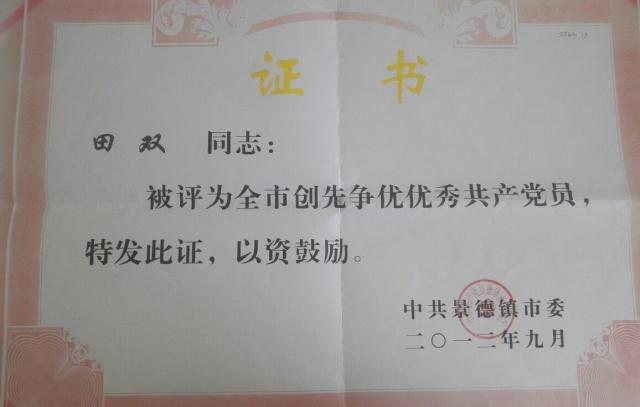 证 书
田双 同志：
被评为全市创先争优优秀共产党员，
特发此证，以资鼓励。
中共景德镇市委
二〇一二年九月